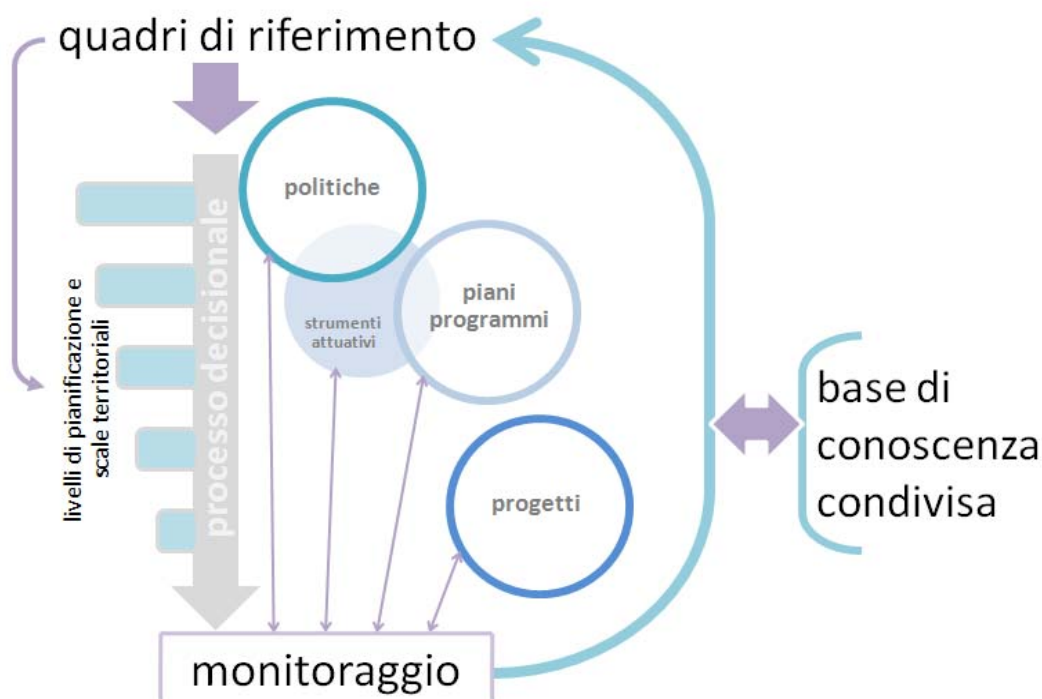 quadri di riferimento
politiche
piani
programmi
strumenti
attuativi
progetti
processo decisionale
livelli di pianificazione e
scale territoriali
base di
conoscenza
condivisa
monitoraggio